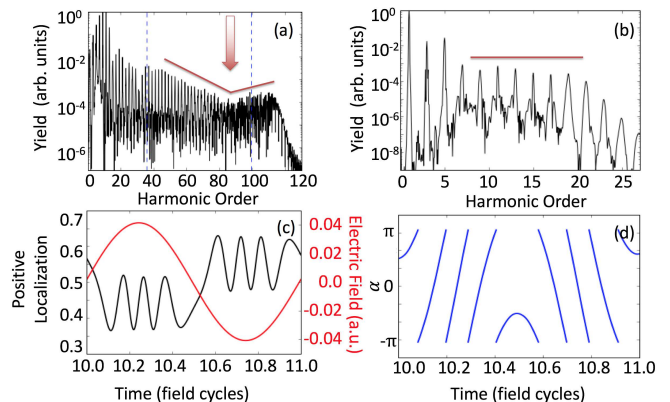 (a)
Yield (arb. units)
10^0
10^-2
10^-4
10^-6
0 20 40 60 80 100 120
Harmonic Order
(b)
Yield (arb. units)
10^0
10^-2
10^-4
10^-6
10^-8
0 5 10 15 20 25
Harmonic Order
(c)
Positive
Localization
0.7
0.6
0.5
0.4
0.3
0.04
0.02
0.0
-0.02
-0.04
Electric Field (a.u.)
10.0 10.2 10.4 10.6 10.8 11.0
Time (field cycles)
(d)
α
π
0
-π
10.0 10.2 10.4 10.6 10.8 11.0
Time (field cycles)